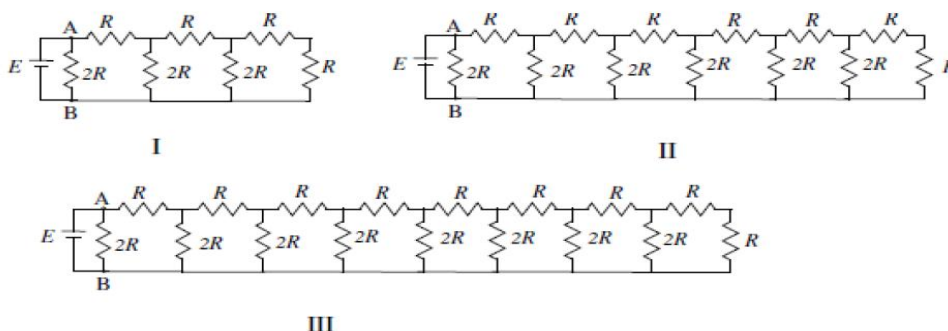 A R R R
E 2R 2R 2R R
B
I
A R R R R R R
E 2R 2R 2R 2R 2R 2R
B
II
A R R R R R R R R
E 2R 2R 2R 2R 2R 2R 2R 2R R
B
III